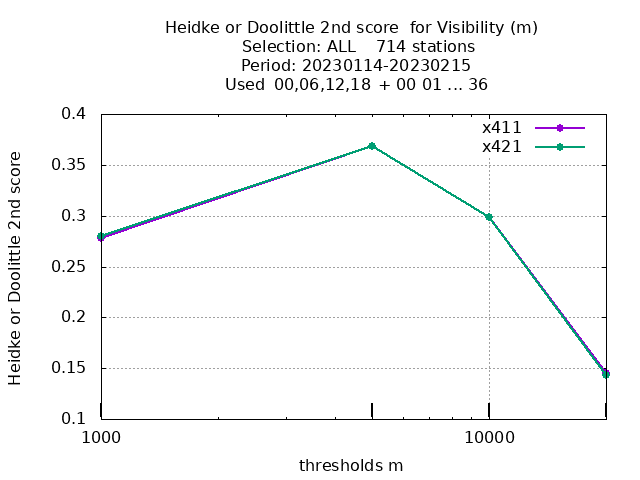 Heidke or Doolittle 2nd score  for Visibility (m)
Selection: ALL    714 stations
Period: 20230114-20230215
Used  00,06,12,18  + 00 01 ... 36
x411
x421
0.4
0.35
0.3
0.25
0.2
0.15
0.1
Heidke or Doolittle 2nd score
1000
10000
thresholds m